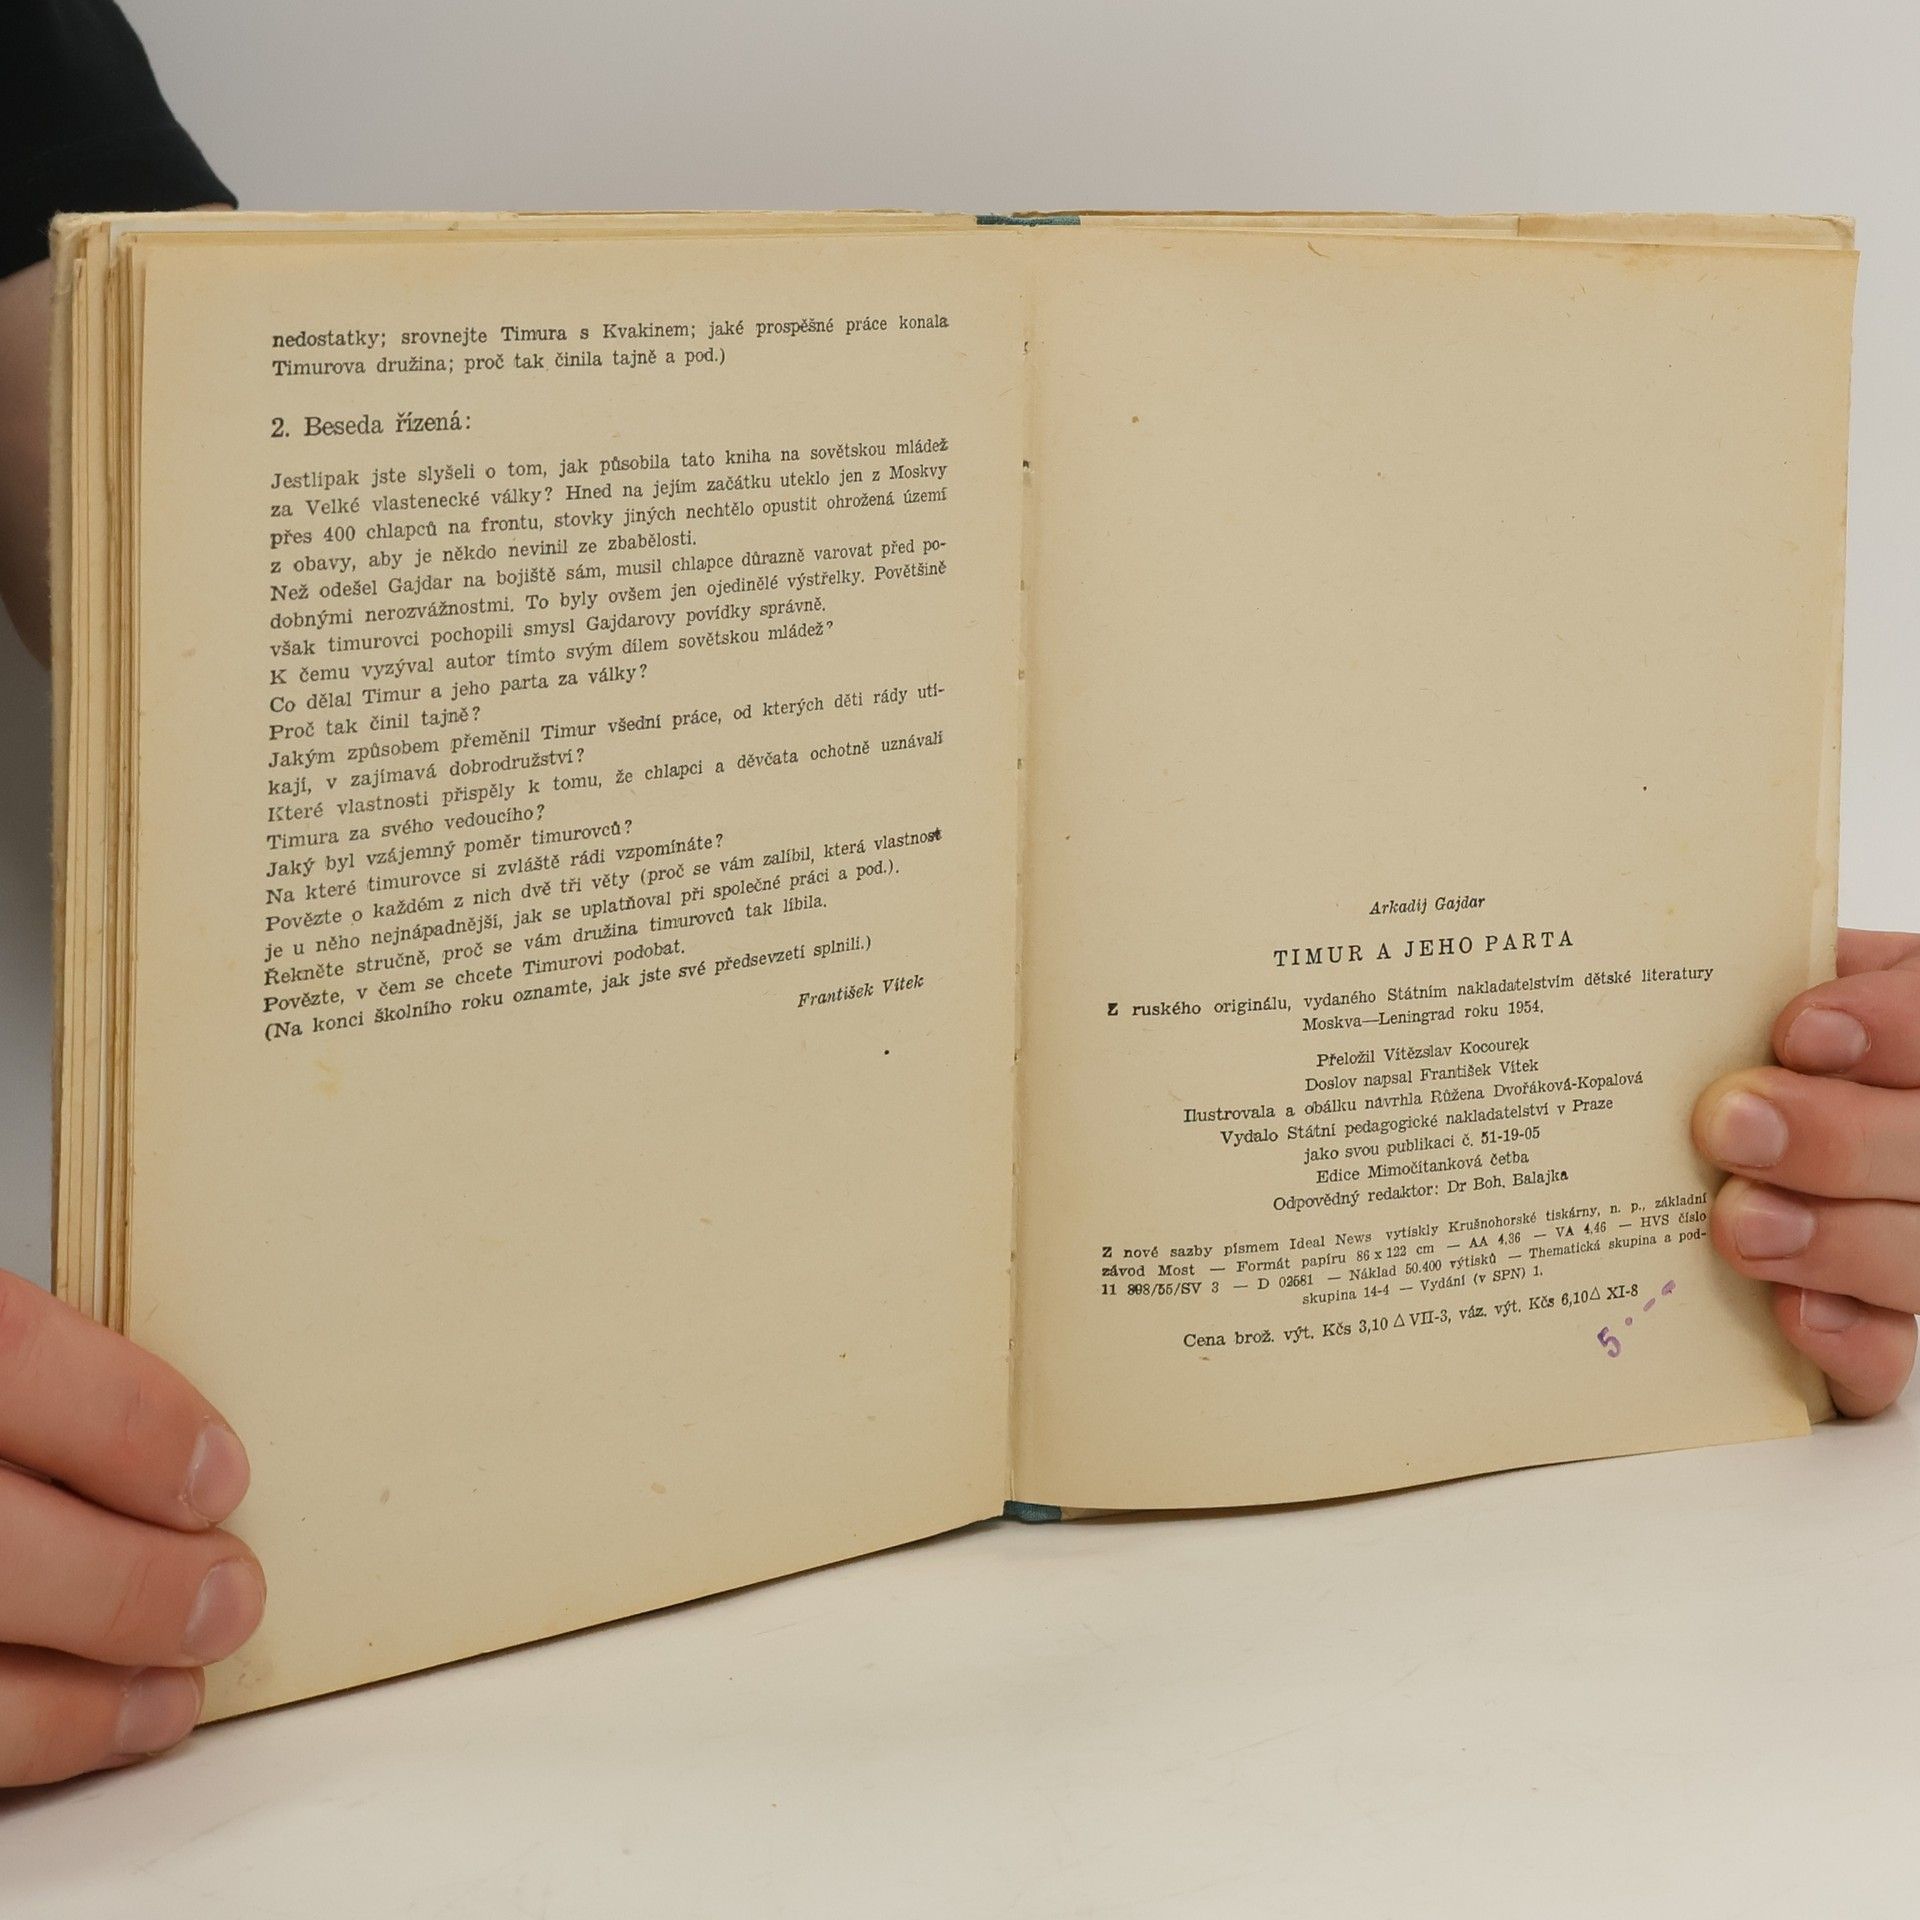 nedostatky; srovnejte Timura s Kvakinem; jaké prospěšné práce konala
Timurova družina; proč tak činila tajně a pod.)
2. Beseda řízená:
Jestlipak jste slyšeli o tom, jak působila tato kniha na sovětskou mládež
za Velké vlastenecké války? Hned na jejím začátku uteklo jen z Moskvy
přes 400 chlapců na frontu, stovky jiných nechtělo opustit ohrožená území
z obavy, aby je někdo nevinil ze zbabělosti.
Než odešel Gajdar na bojiště sám, musil chlapce důrazně varovat před po-
dobnými nerozvážnostmi. To byly ovšem jen ojedinělé výstřelky. Povětšině
však timurovci pochopili smysl Gajdarovy povídky správně.
K čemu vyzýval autor tímto svým dílem sovětskou mládež?
Co dělal Timur a jeho parta za války?
Proč tak činil tajně?
Jakým způsobem přeměnil Timur všední práce, od kterých děti rády utí-
kají, v zajímavá dobrodružství?
Které vlastnosti přispěly k tomu, že chlapci a děvčata ochotně uznávali
Timura za svého vedoucího?
Jaký byl vzájemný poměr timurovců?
Na které timurovce si zvláště rádi vzpomínáte?
Povězte o každém z nich dvě tři věty (proč se vám zalíbil, která vlastnost
je u něho nejnápadnější, jak se uplatňoval při společné práci a pod.).
Řekněte stručně, proč se vám družina timurovců tak líbila.
Povězte, v čem se chcete Timurovi podobat.
(Na konci školního roku oznamte, jak jste své předsevzetí splnili.)
František Vítek
Arkadij Gajdar
TIMUR A JEHO PARTA
Z ruského originálu, vydaného Státním nakladatelstvím dětské literatury
Moskva—Leningrad roku 1954.
Přeložil Vítězslav Kocourek
Doslov napsal František Vítek
Ilustrovala a obálku navrhla Růžena Dvořáková-Kopalová
Vydalo Státní pedagogické nakladatelství v Praze
jako svou publikaci č. 51-19-05
Edice Mimočítanková četba
Odpovědný redaktor: Dr Boh. Balajka
Z nové sazby písmem Ideal News vytiskly Krušnohorské tiskárny, n. p., základní
závod Most — Formát papíru 86 x 122 cm — AA 4,36 — VA 4,46 — HVS číslo
11 898/55/SV 3 — D 02581 — Náklad 50.400 výtisků — Thematická skupina a pod-
skupina 14-4 — Vydání (v SPN) 1.
Cena brož. výt. Kčs 3,10 △ VII-3, váz. výt. Kčs 6,10 △ XI-8
5.--